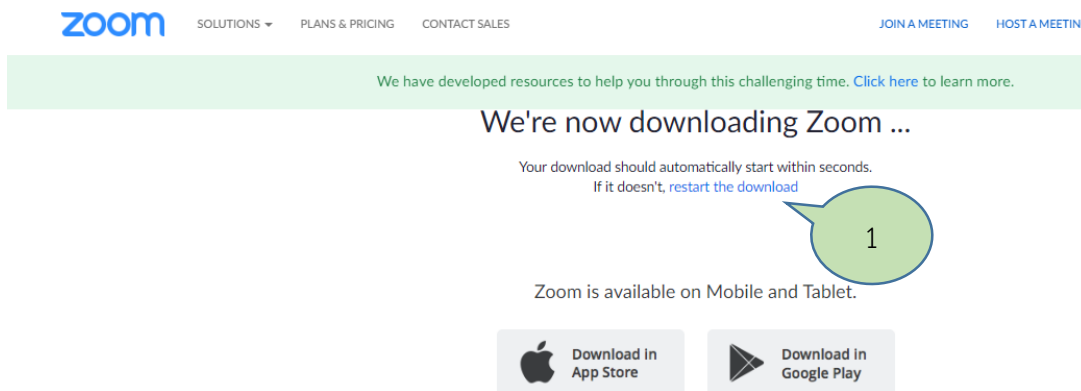 zoom SOLUTIONS PLANS & PRICING CONTACT SALES JOIN A MEETING HOST A MEETIN
We have developed resources to help you through this challenging time. Click here to learn more.
We're now downloading Zoom ...
Your download should automatically start within seconds.
If it doesn't, restart the download
1
Zoom is available on Mobile and Tablet.
Download in App Store
Download in Google Play